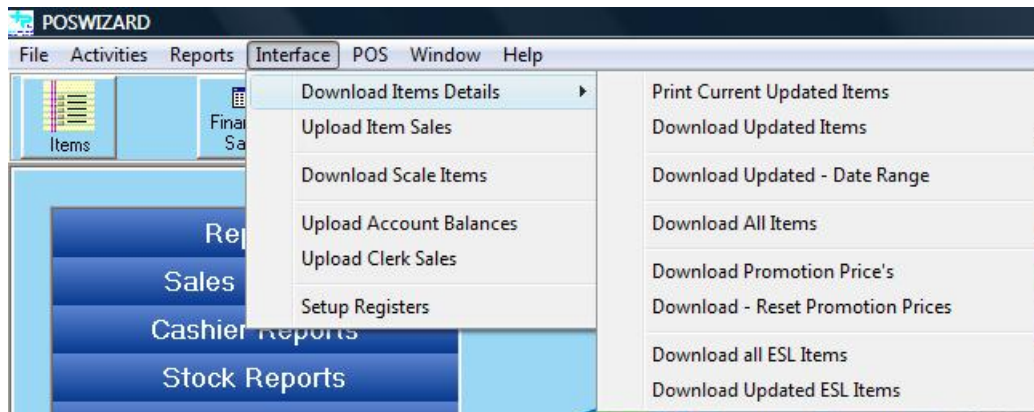 POSWIZARD
File Activities Reports Interface POS Window Help
Items
Download Items Details
Upload Item Sales
Download Scale Items
Upload Account Balances
Upload Clerk Sales
Setup Registers
Print Current Updated Items
Download Updated Items
Download Updated - Date Range
Download All Items
Download Promotion Price's
Download - Reset Promotion Prices
Download all ESL Items
Download Updated ESL Items
Sales
Cashier Reports
Stock Reports